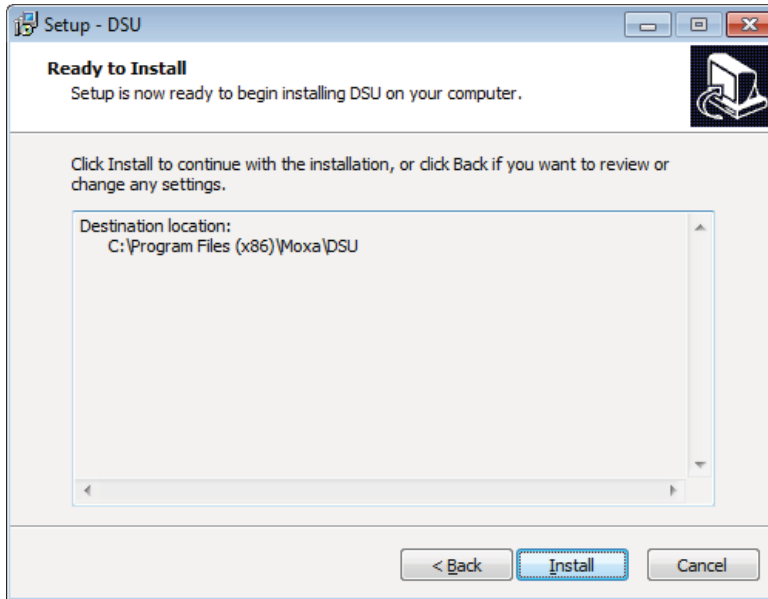 Setup - DSU
Ready to Install
Setup is now ready to begin installing DSU on your computer.
Click Install to continue with the installation, or click Back if you want to review or
change any settings.
Destination location:
C:\Program Files (x86)\Moxa\DSU
< Back
Install
Cancel